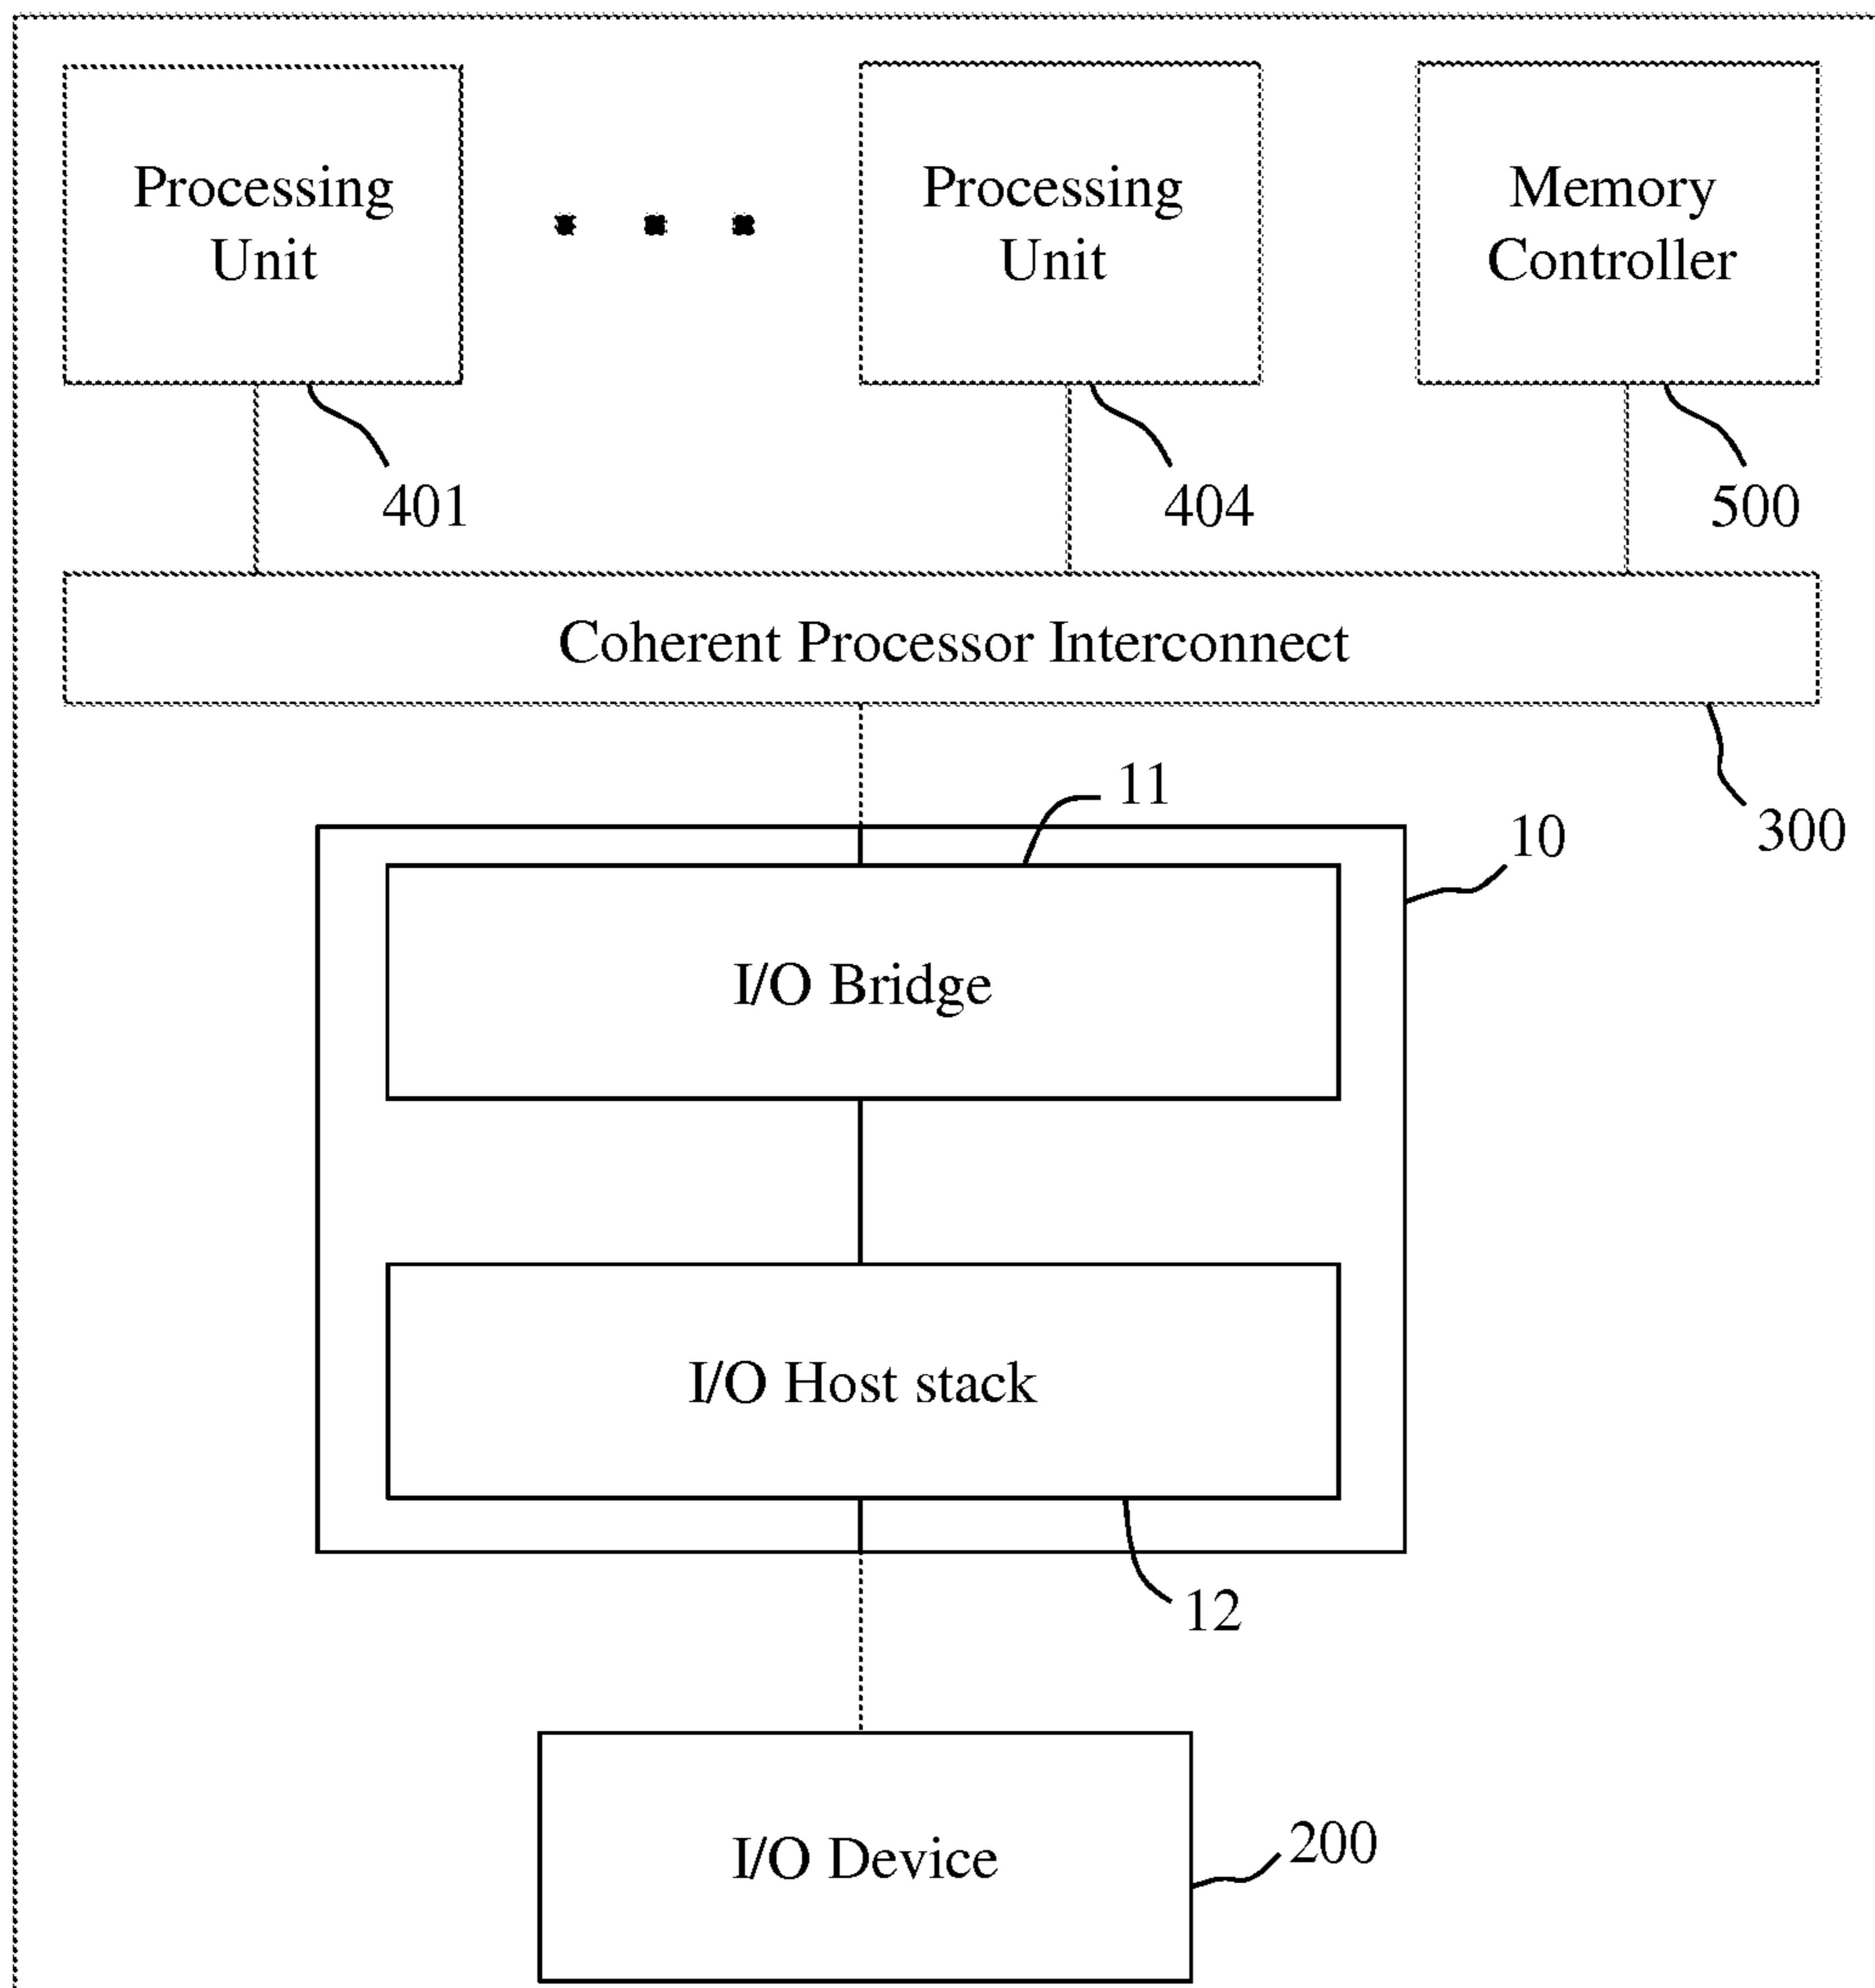 Processing
Unit
Processing
Unit
Memory
Controller
401
404
500
Coherent Processor Interconnect
300
11
10
I/O Bridge
I/O Host stack
12
I/O Device
200